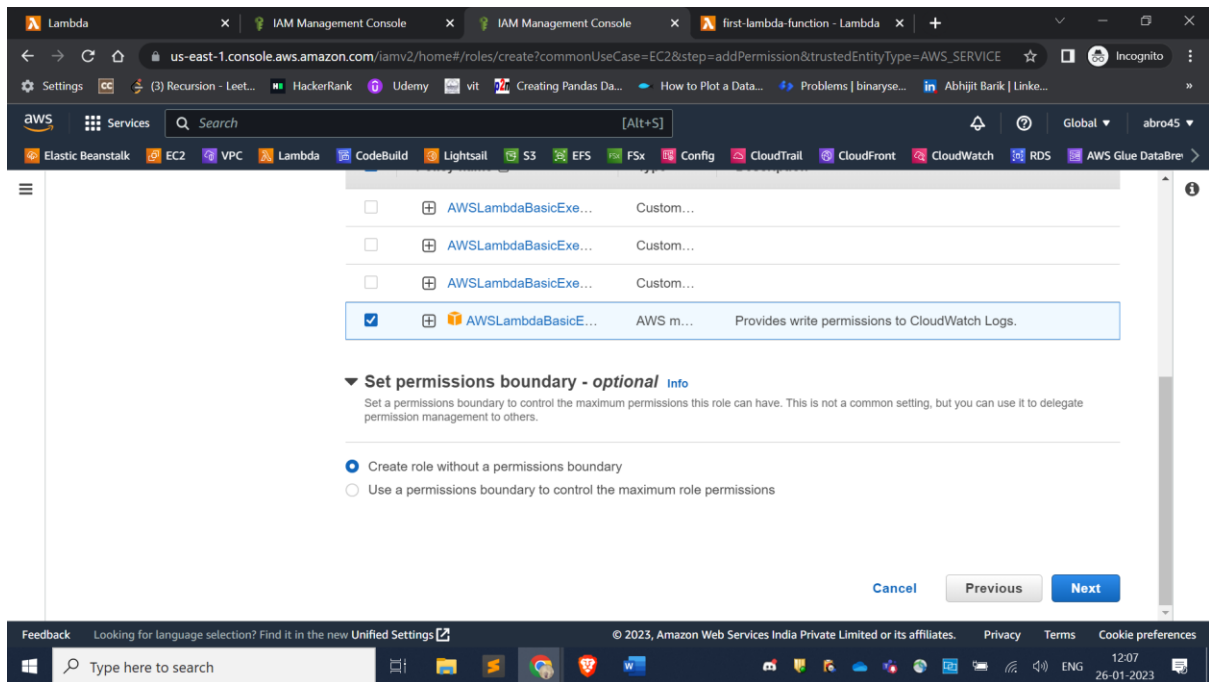 Lambda
IAM Management Console
IAM Management Console
first-lambda-function - Lambda
us-east-1.console.aws.amazon.com/iamv2/home#/roles/create?commonUseCase=EC2&step=addPermission&trustedEntityType=AWS_SERVICE
Incognito
Settings CC (3) Recursion - Leet... HackerRank Udemy vit Creating Pandas Da... How to Plot a Data... Problems | binaryse... Abhijit Barik | Linke... »
aws Services Search [Alt+S] Global ▼ abro45 ▼
Elastic Beanstalk EC2 VPC Lambda CodeBuild Lightsail S3 EFS FSx Config CloudTrail CloudFront CloudWatch RDS AWS Glue DataBre
AWSLambdaBasicExe... Custom...
AWSLambdaBasicExe... Custom...
AWSLambdaBasicExe... Custom...
AWSLambdaBasicE... AWS m... Provides write permissions to CloudWatch Logs.
Set permissions boundary - optional Info
Set a permissions boundary to control the maximum permissions this role can have. This is not a common setting, but you can use it to delegate
permission management to others.
Create role without a permissions boundary
Use a permissions boundary to control the maximum role permissions
Cancel Previous Next
Feedback Looking for language selection? Find it in the new Unified Settings © 2023, Amazon Web Services India Private Limited or its affiliates. Privacy Terms Cookie preferences
Type here to search ENG 12:07
26-01-2023